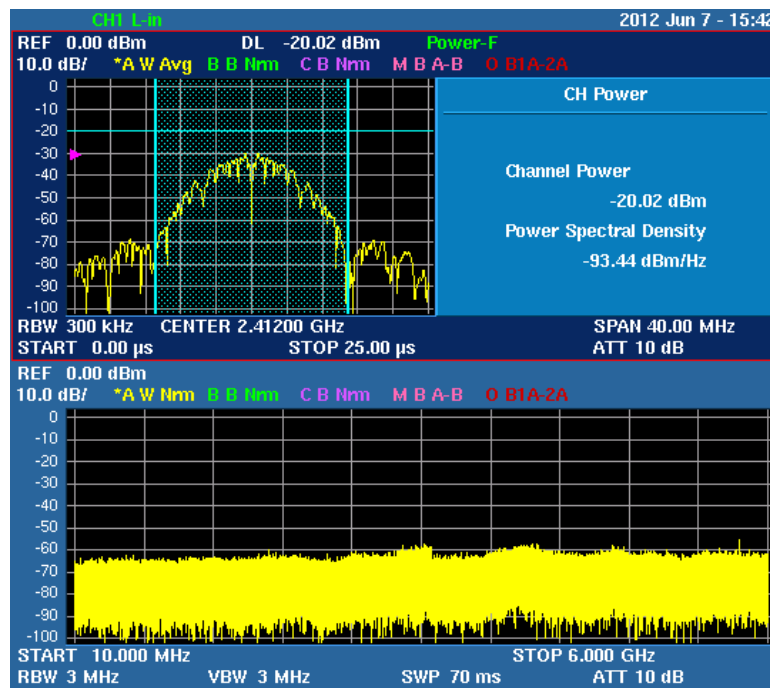 CH1 L-in 2012 Jun 7 - 15:42
REF 0.00 dBm DL -20.02 dBm Power-F
10.0 dB/ *A W Avg B B Nrm C B Nrm M B A-B O B1A-2A
0
-10
-20
-30
-40
-50
-60
-70
-80
-90
-100
CH Power
Channel Power
-20.02 dBm
Power Spectral Density
-93.44 dBm/Hz
RBW 300 kHz CENTER 2.41200 GHz SPAN 40.00 MHz
START 0.00 µs STOP 25.00 µs ATT 10 dB
REF 0.00 dBm
10.0 dB/ *A W Nrm B B Nrm C B Nrm M B A-B O B1A-2A
0
-10
-20
-30
-40
-50
-60
-70
-80
-90
-100
START 10.000 MHz STOP 6.000 GHz
RBW 3 MHz VBW 3 MHz SWP 70 ms ATT 10 dB